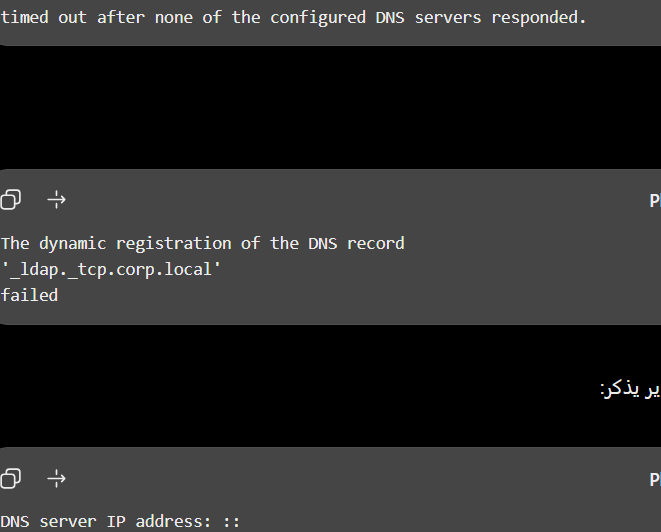 timed out after none of the configured DNS servers responded.
The dynamic registration of the DNS record
'_ldap._tcp.corp.local'
failed
يذكر:
DNS server IP address: ::